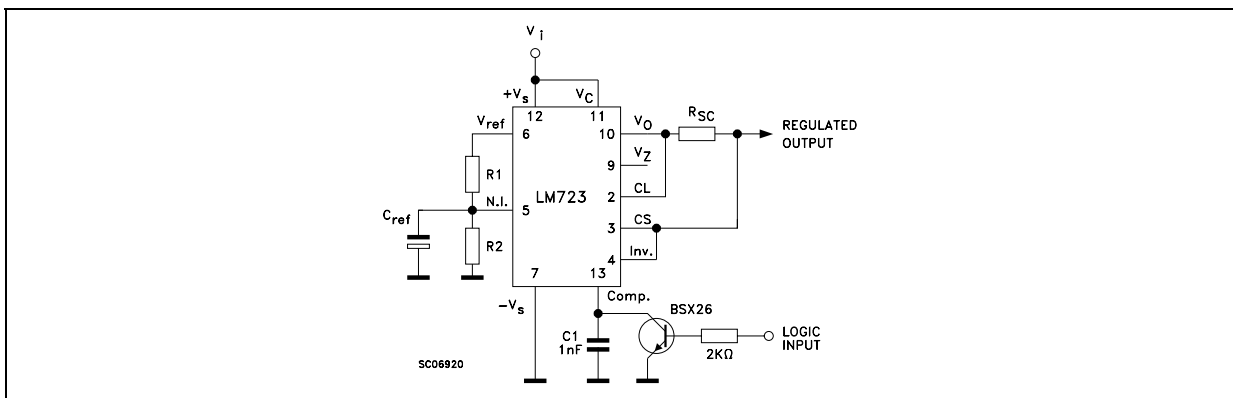 V i
+V s
V C
12
11
V ref
6
V O
10
R SC
REGULATED
OUTPUT
V Z
9
R1
LM723
CL
2
N.I.
5
C ref
CS
3
R2
Inv.
4
7
13
-V s
Comp.
BSX26
C1
1nF
LOGIC
INPUT
2KΩ
SC06920